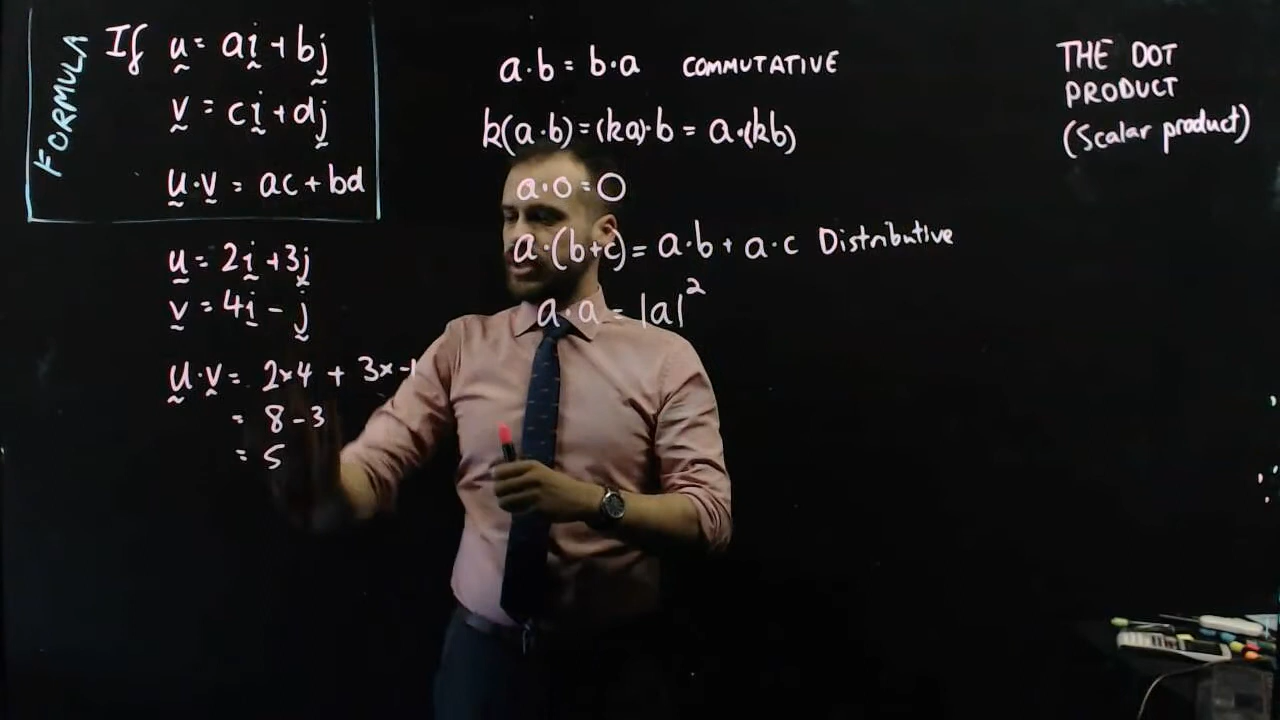 FORMULA
If u = ai + bj
v = ci + dj
u·v = ac + bd
u = 2i + 3j
v = 4i - j
u·v = 2×4 + 3×-1
= 8 - 3
= 5
a·b = b·a COMMUTATIVE
k(a·b) = (ka)·b = a·(kb)
a·0 = 0
a·(b+c) = a·b + a·c Distributive
a·a = |a|²
THE DOT
PRODUCT
(Scalar product)